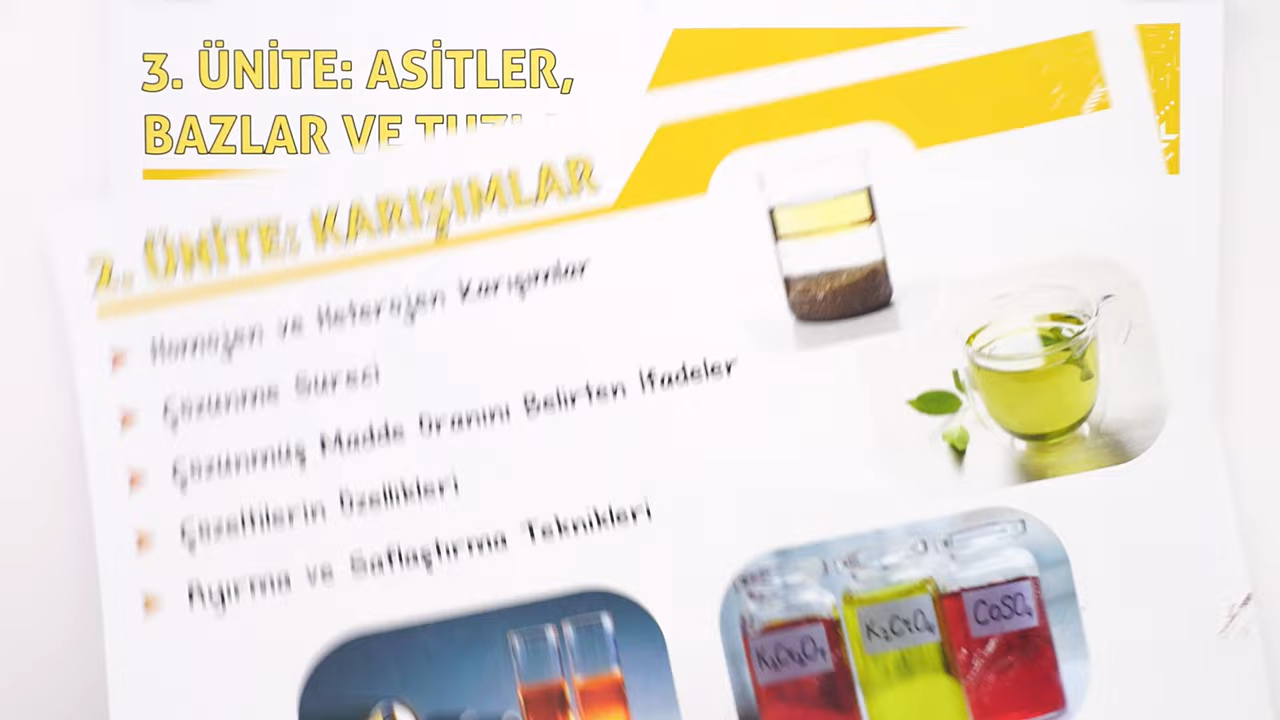 3. ÜNİTE: ASİTLER,
BAZLAR VE TUZLAR
2. ÜNİTE: KARIŞIMLAR
Homojen ve Heterojen Karışımlar
Çözünme Süreci
Çözünmüş Madde Oranını Belirten İfadeler
Çözeltilerin Özellikleri
Ayırma ve Saflaştırma Teknikleri
K₂Cr₂O₇
K₂CrO₄
CoSO₄